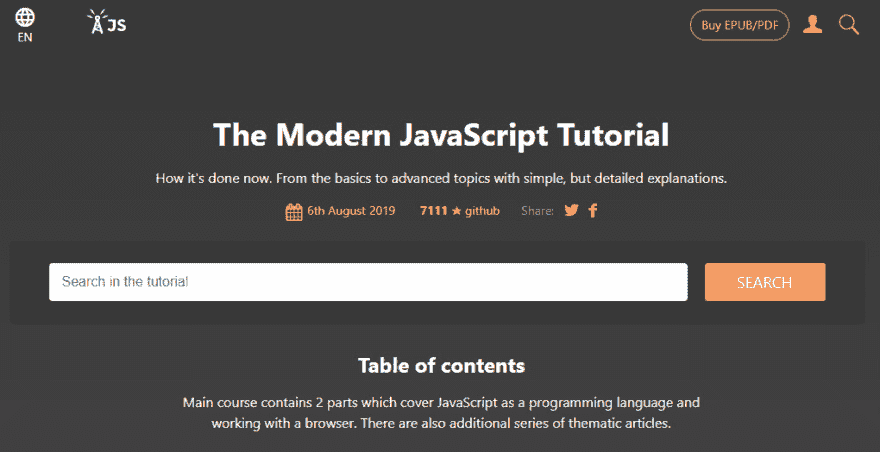 EN
JS
Buy EPUB/PDF
The Modern JavaScript Tutorial
How it's done now. From the basics to advanced topics with simple, but detailed explanations.
6th August 2019 7111 ★ github Share:
Search in the tutorial
SEARCH
Table of contents
Main course contains 2 parts which cover JavaScript as a programming language and
working with a browser. There are also additional series of thematic articles.